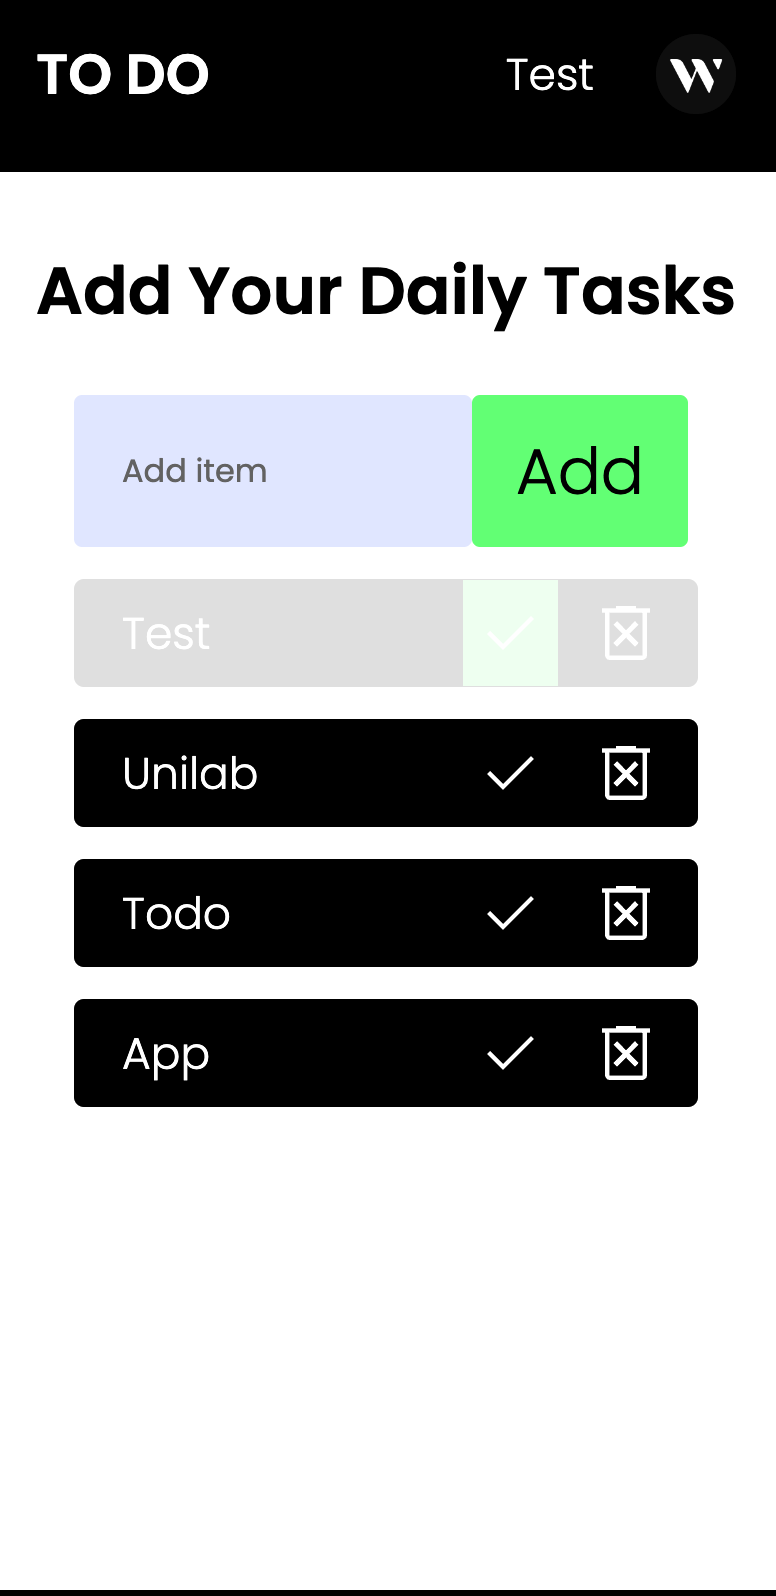 TO DO
Test
W
Add Your Daily Tasks
Add item
Add
Test
Unilab
Todo
App